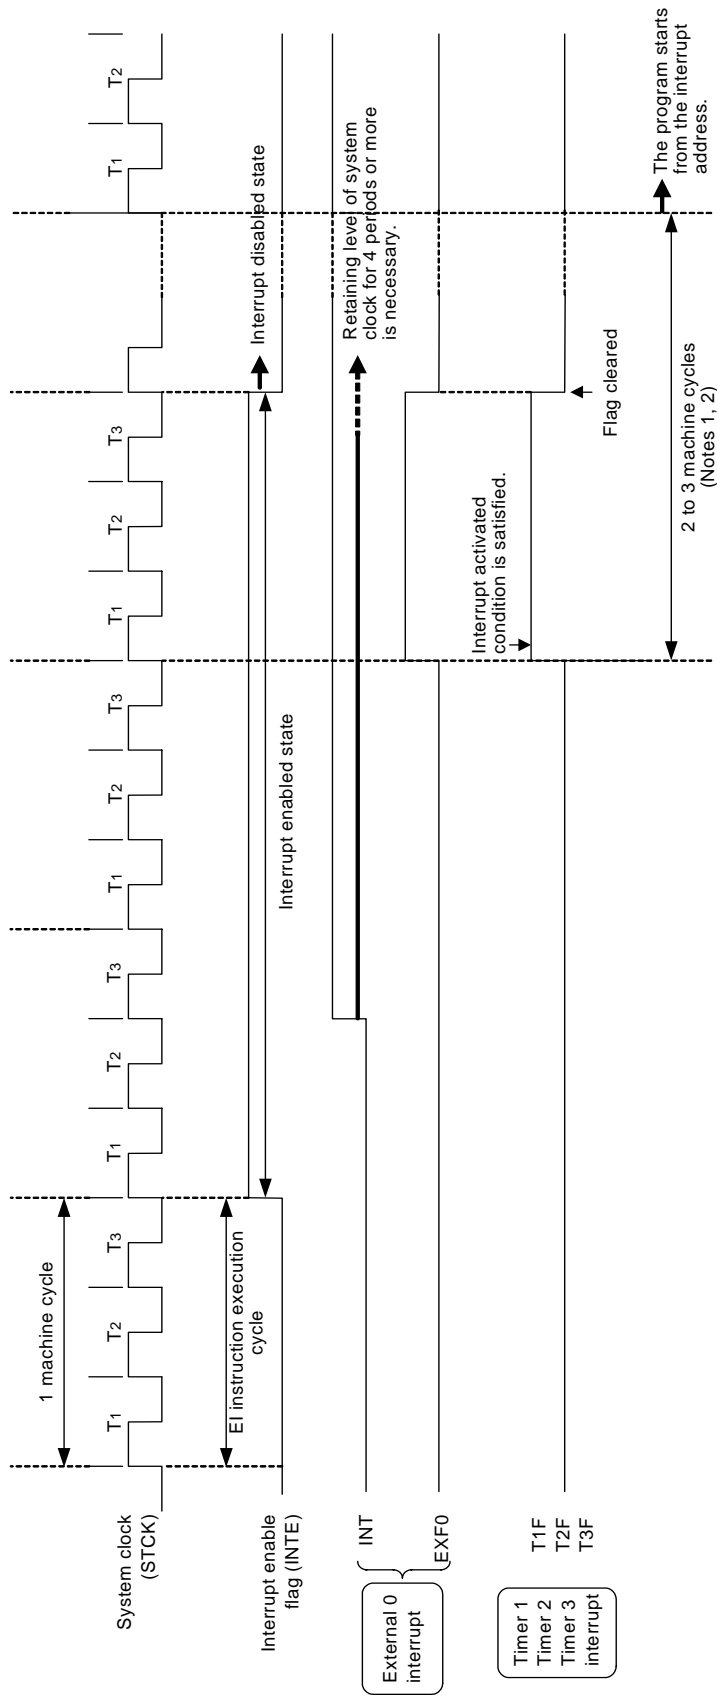 1 machine cycle
System clock
(STCK)
T1
T2
T3
T1
T2
T3
T1
T2
T3
T1
T2
T3
T1
T2
EI instruction execution
cycle
Interrupt enable
flag (INTE)
Interrupt enabled state
Interrupt disabled state
External 0
interrupt
INT
Retaining level of system
clock for 4 periods or more
is necessary.
EXF0
Interrupt activated
condition is satisfied.
Timer 1
Timer 2
Timer 3
interrupt
T1F
T2F
T3F
Flag cleared
2 to 3 machine cycles
(Notes 1, 2)
The program starts
from the interrupt
address.